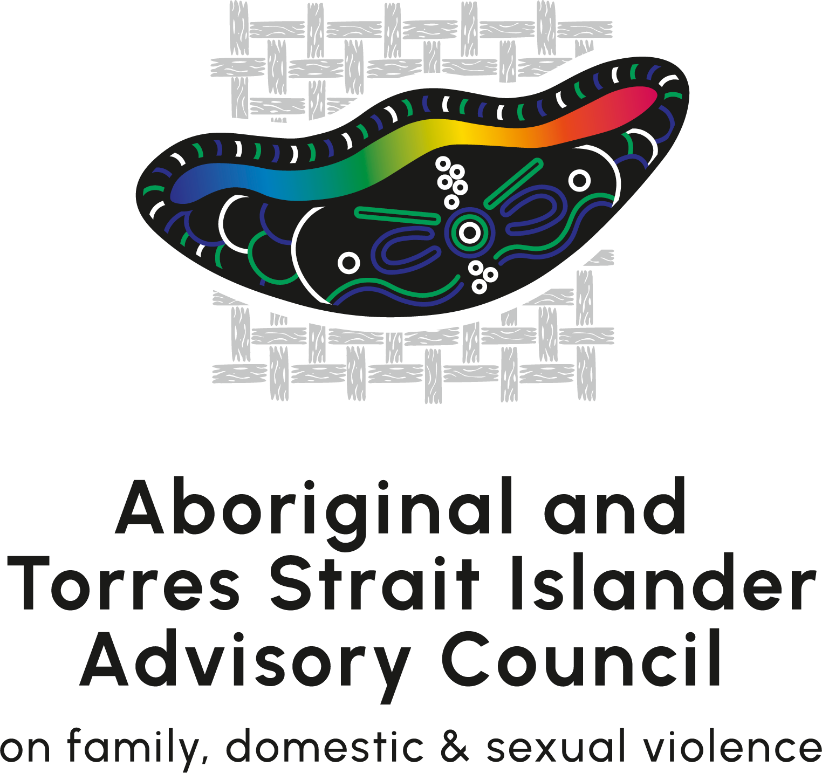 Aboriginal and
Torres Strait Islander
Advisory Council
on family, domestic & sexual violence